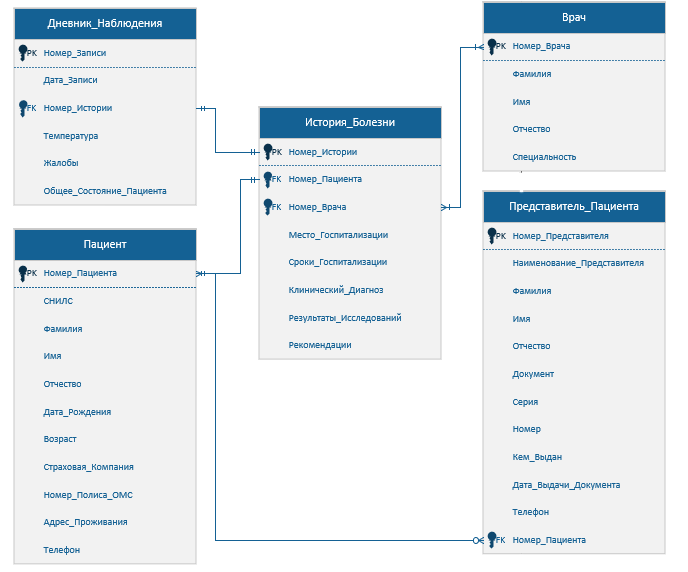 Дневник_Наблюдения
PK Номер_Записи
Дата_Записи
FK Номер_Истории
Температура
Жалобы
Общее_Состояние_Пациента
Пациент
PK Номер_Пациента
СНИЛС
Фамилия
Имя
Отчество
Дата_Рождения
Возраст
Страховая_Компания
Номер_Полиса_ОМС
Адрес_Проживания
Телефон
История_Болезни
PK Номер_Истории
FK Номер_Пациента
FK Номер_Врача
Место_Госпитализации
Сроки_Госпитализации
Клинический_Диагноз
Результаты_Исследований
Рекомендации
Врач
PK Номер_Врача
Фамилия
Имя
Отчество
Специальность
Представитель_Пациента
PK Номер_Представителя
Наименование_Представителя
Фамилия
Имя
Отчество
Документ
Серия
Номер
Кем_Выдан
Дата_Выдачи_Документа
Телефон
FK Номер_Пациента